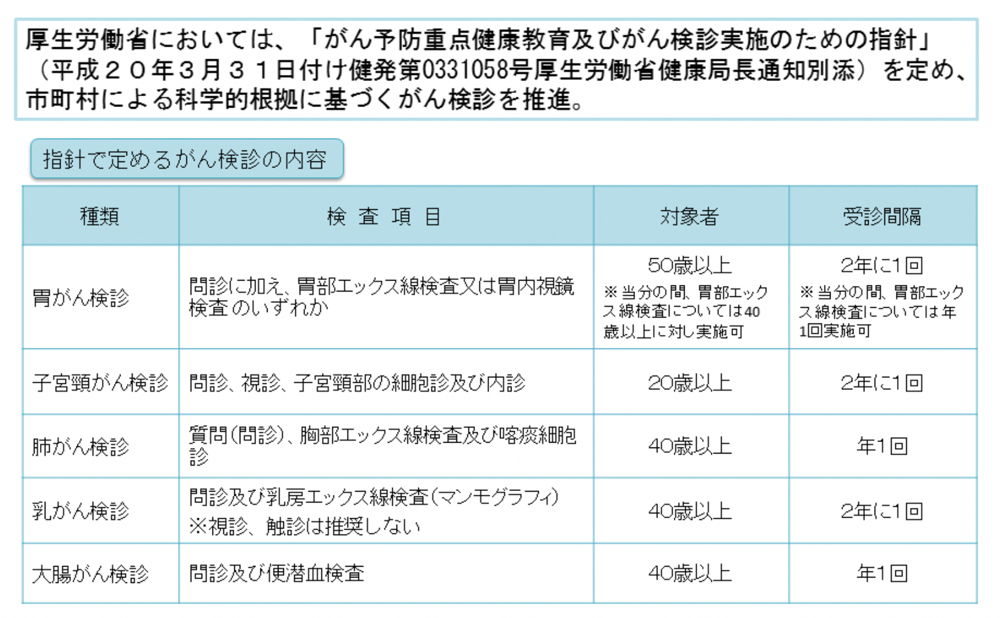 厚生労働省においては、「がん予防重点健康教育及びがん検診実施のための指針」
（平成２０年３月３１日付け健発第0331058号厚生労働省健康局長通知別添）を定め、
市町村による科学的根拠に基づくがん検診を推進。
指針で定めるがん検診の内容
種類
検 査 項 目
対象者
受診間隔
胃がん検診
問診に加え、胃部エックス線検査又は胃内視鏡
検査のいずれか
50歳以上
※当分の間、胃部エック
ス線検査については40
歳以上に対し実施可
2年に1回
※当分の間、胃部エック
ス線検査については年
1回実施可
子宮頸がん検診
問診、視診、子宮頸部の細胞診及び内診
20歳以上
2年に1回
肺がん検診
質問（問診）、胸部エックス線検査及び喀痰細胞
診
40歳以上
年1回
乳がん検診
問診及び乳房エックス線検査（マンモグラフィ）
※視診、触診は推奨しない
40歳以上
2年に1回
大腸がん検診
問診及び便潜血検査
40歳以上
年1回